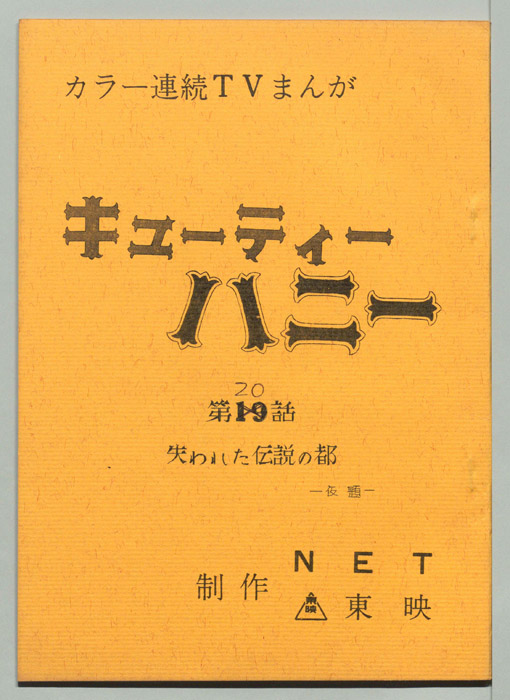 カラー連続TVまんが
キューティー
ハニー
20
第19話
失われた伝説の都
—仮題—
制作 NET
東映 東映